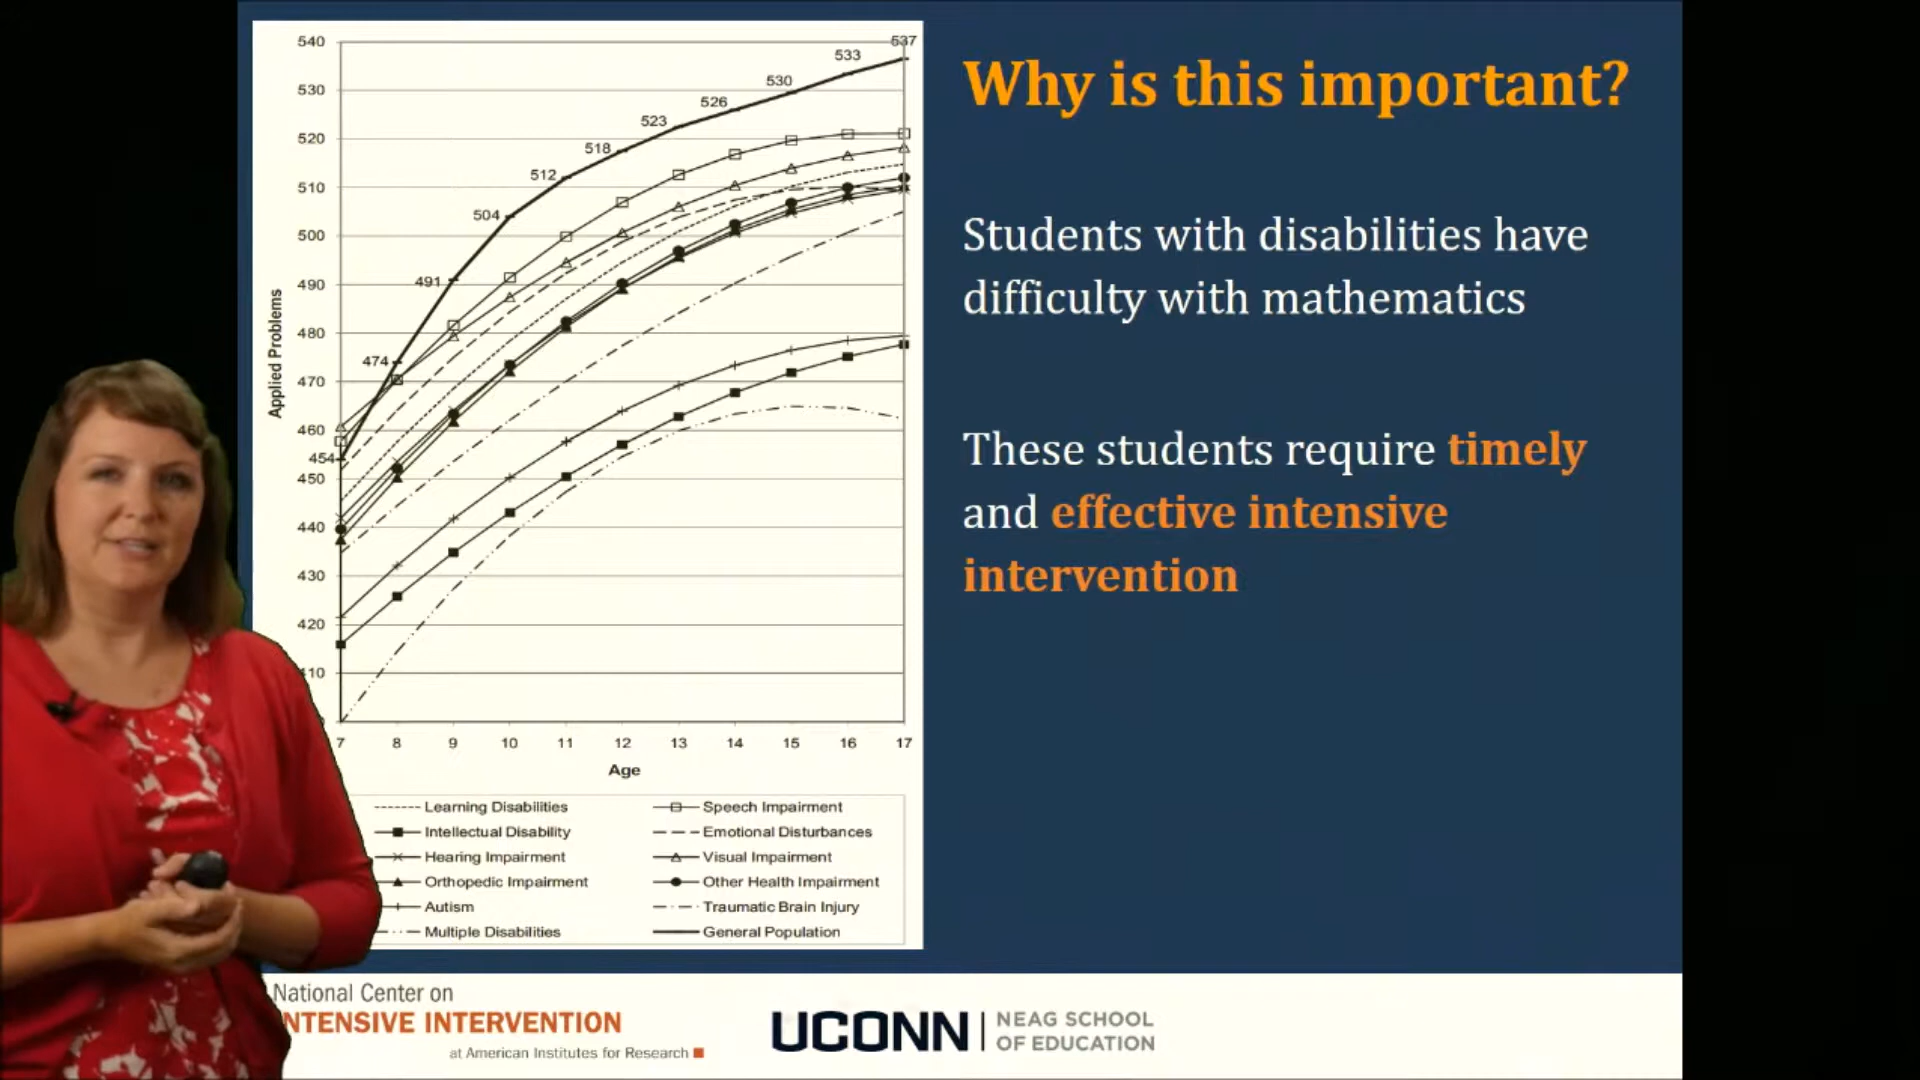 Why is this important?
Students with disabilities have
difficulty with mathematics
These students require timely
and effective intensive
intervention
540
530
520
510
500
490
480
470
460
450
440
430
420
10
454
474
491
504
512
518
523
526
530
533
537
Applied Problems
7 8 9 10 11 12 13 14 15 16 17
Age
Learning Disabilities Speech Impairment
Intellectual Disability Emotional Disturbances
Hearing Impairment Visual Impairment
Orthopedic Impairment Other Health Impairment
Autism Traumatic Brain Injury
Multiple Disabilities General Population
National Center on
NTENSIVE INTERVENTION
at American Institutes for Research
UCONN NEAG SCHOOL
OF EDUCATION